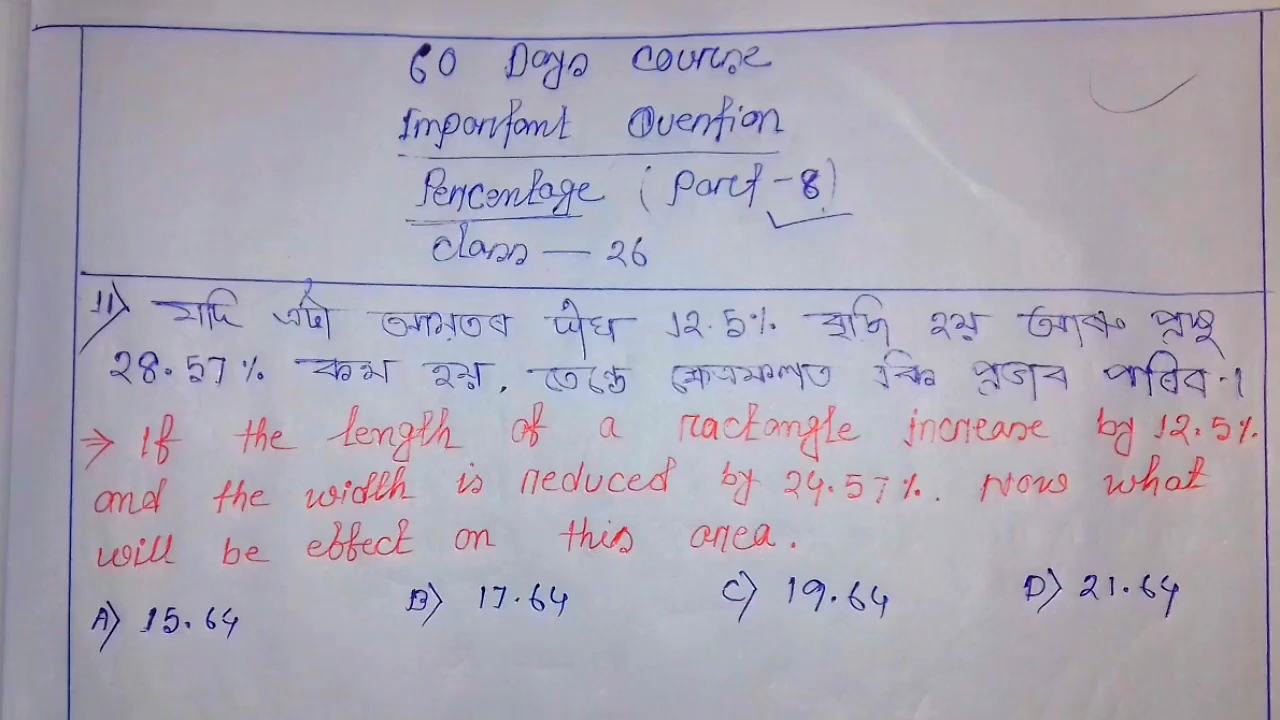 60 Days course
Important Question
Percentage (Part-8)
class — 26
11) যদি এটা আয়তৰ দীঘ 12.5% বৃদ্ধি হয় আৰু প্ৰস্থ
28.57% কম হয়, তেন্তে ক্ষেত্ৰফলত কি প্ৰভাব পৰিব.।
⇒ If the length of a ractangle increase by 12.5%
and the width is reduced by 24.57%. Now what
will be effect on this area.
A) 15.64 B) 17.64 C) 19.64 D) 21.64